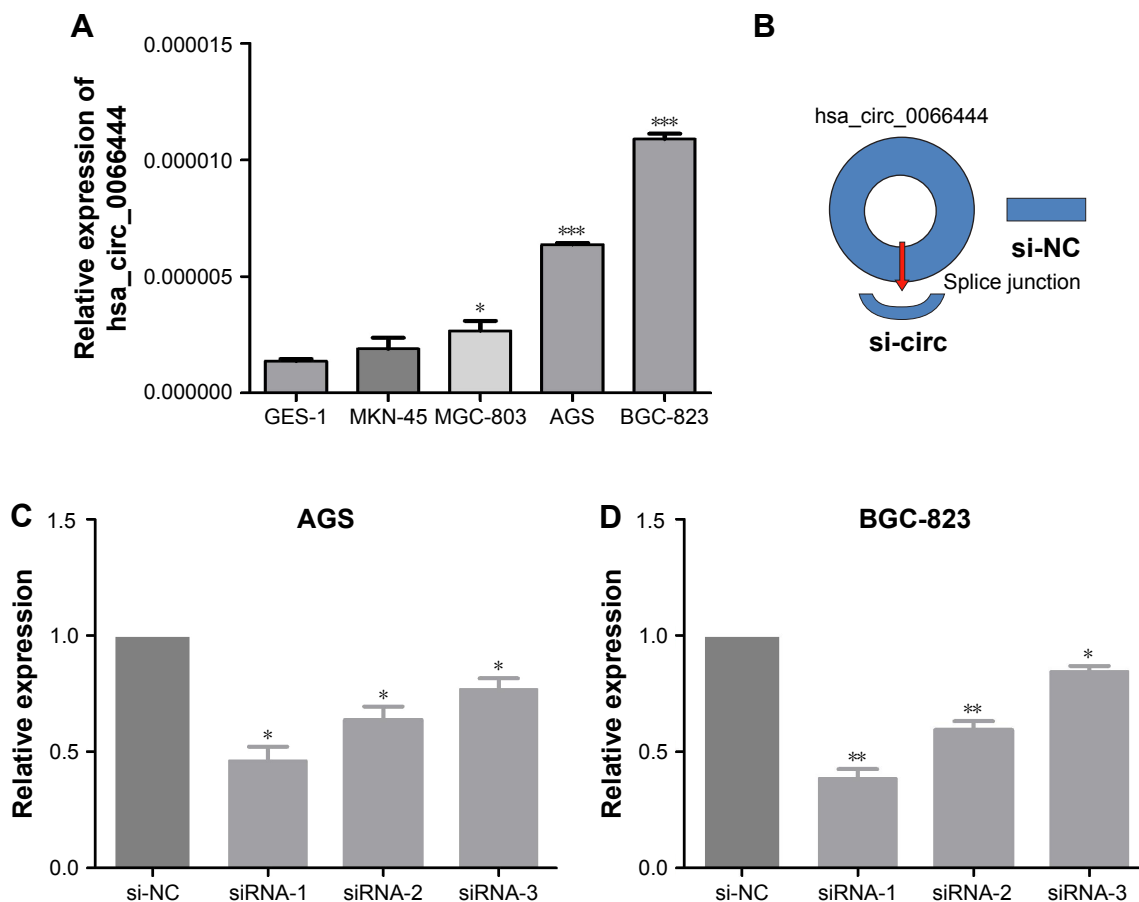 A
Relative expression of
hsa_circ_0066444
0.000015
0.000010
0.000005
0.000000
*
***
***
GES-1
MKN-45
MGC-803
AGS
BGC-823
B
hsa_circ_0066444
si-NC
Splice junction
si-circ
C
AGS
Relative expression
1.5
1.0
0.5
0.0
*
*
*
si-NC
siRNA-1
siRNA-2
siRNA-3
D
BGC-823
Relative expression
1.5
1.0
0.5
0.0
**
**
*
si-NC
siRNA-1
siRNA-2
siRNA-3